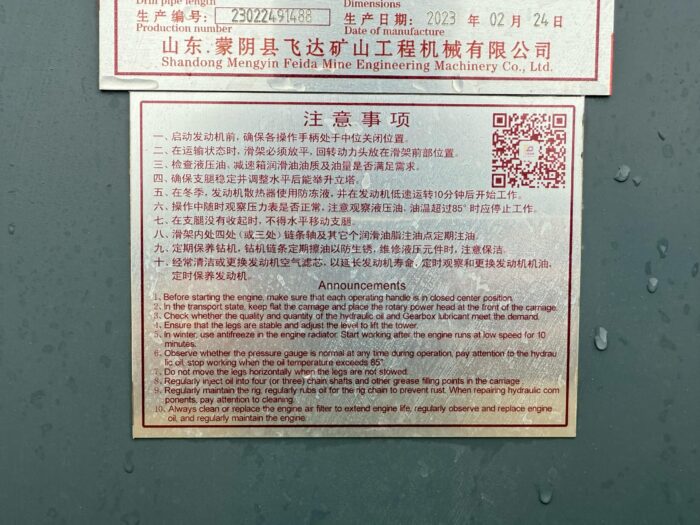 Drill pipe length Dimensions
生产编号: 23022491488 生产日期: 2023 年 02 月 24日
Production number Date of manufacture
山东.蒙阴县飞达矿山工程机械有限公司
Shandong Mengyin Feida Mine Engineering Machinery Co., Ltd.
注意事项
一、启动发动机前,确保各操作手柄处于中位关闭位置。
二、在运输状态时,滑架必须放平,回转动力头放在滑架前部位置。
三、检查液压油、减速箱润滑油油质及油量是否满足需求。
四、确保支腿稳定并调整水平后能举升立塔。
五、在冬季,发动机散热器使用防冻液,并在发动机低速运转10分钟后开始工作。
六、操作中随时观察压力表是否正常,注意观察液压油,油温超过85°时应停止工作。
七、在支腿没有收起时,不得水平移动支腿。
八、滑架内处四处(或三处)链条轴及其它个润滑油脂注油点定期注油。
九、定期保养钻机,钻机链条定期擦油以防生锈,维修液压元件时,注意保洁。
十、经常清洁或更换发动机空气滤芯,以延长发动机寿命,定时观察和更换发动机机油,
定时保养发动机。
Announcements
1、Before starting the engine, make sure that each operating handle is in closed center position.
2、In the transport state, keep flat the carriage and place the rotary power head at the front of the carriage.
3、Check whether the quality and quantity of the hydraulic oil and Gearbox lubricant meet the demand.
4、Ensure that the legs are stable and adjust the level to lift the tower.
5、In winter, use antifreeze in the engine radiator. Start working after the engine runs at low speed for 10
minutes.
6、Observe whether the pressure gauge is normal at any time during operation, pay attention to the hydrau
lic oil, stop working when the oil temperature exceeds 85°
7、Do not move the legs horizontally when the legs are not stowed.
8、Regularly inject oil into four (or three) chain shafts and other grease filling points in the carriage
9、Regularly maintain the rig, regularly rubs oil for the rig chain to prevent rust. When repairing hydraulic com
ponents, pay attention to cleaning.
10、Always clean or replace the engine air filter to extend engine life, regularly observe and replace engine
oil, and regularly maintain the engine.